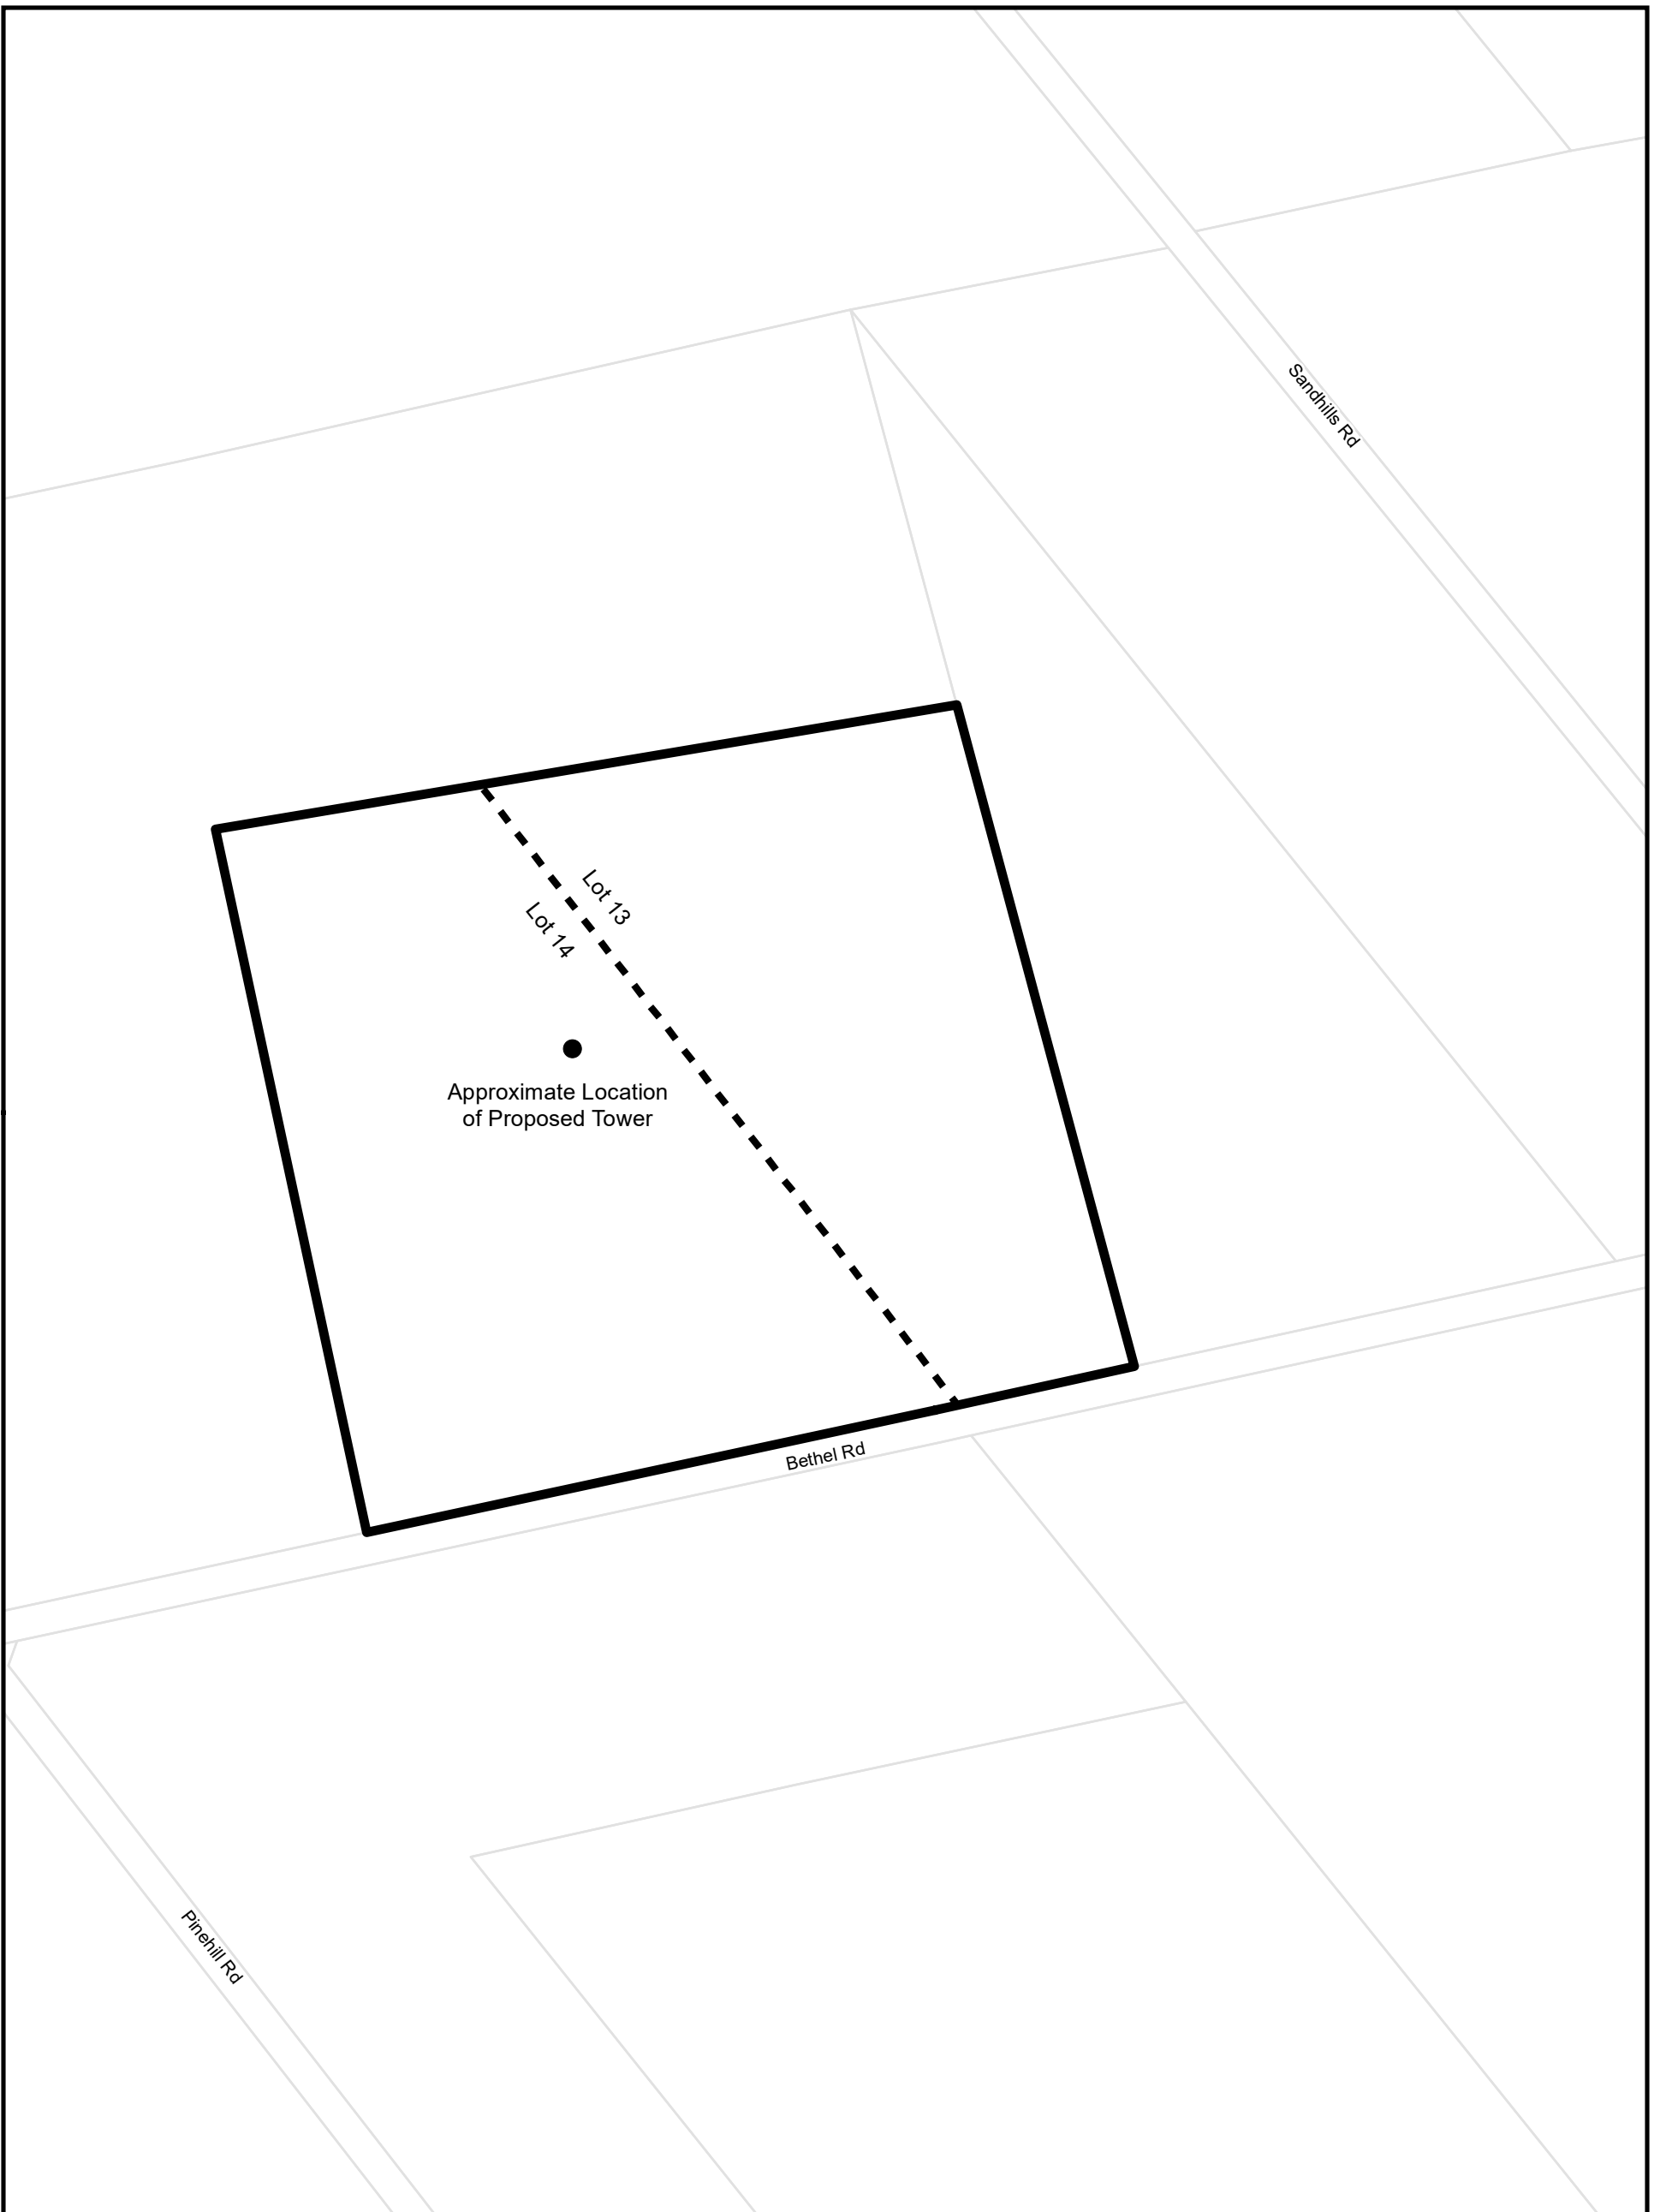 Sandhills Rd
Lot 13
Lot 14
Approximate Location
of Proposed Tower
Bethel Rd
Pinehill Rd